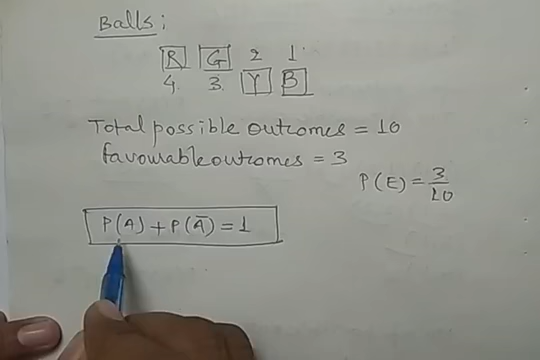 Balls:
R G 2 1
4 3 Y B
Total possible outcomes = 10
favourable outcomes = 3
P(E) = 3/10
P(A) + P(Ā) = 1